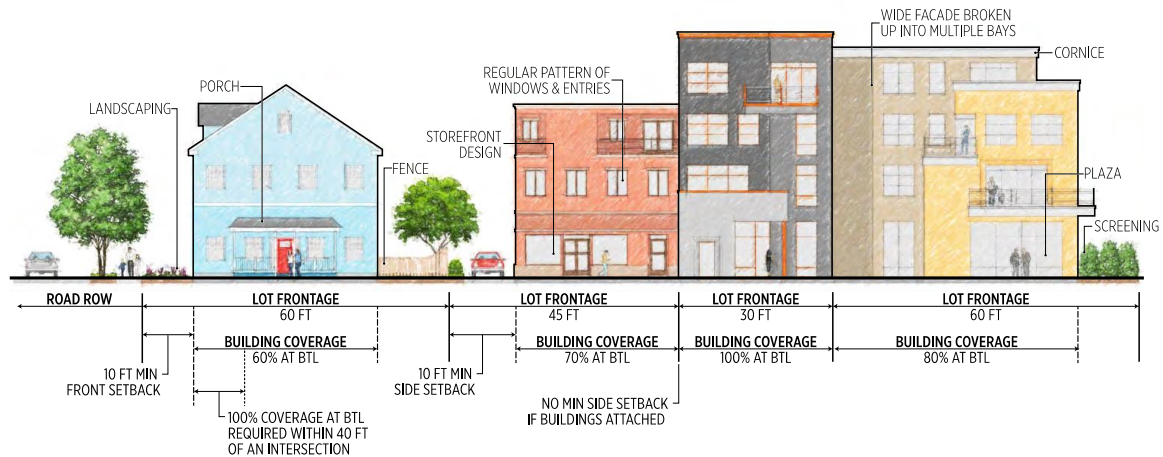 WIDE FACADE BROKEN
UP INTO MULTIPLE BAYS
CORNICE
PORCH
REGULAR PATTERN OF
WINDOWS & ENTRIES
LANDSCAPING
STOREFRONT
DESIGN
FENCE
PLAZA
SCREENING
ROAD ROW
LOT FRONTAGE
60 FT
LOT FRONTAGE
45 FT
LOT FRONTAGE
30 FT
LOT FRONTAGE
60 FT
BUILDING COVERAGE
60% AT BTL
BUILDING COVERAGE
70% AT BTL
BUILDING COVERAGE
100% AT BTL
BUILDING COVERAGE
80% AT BTL
10 FT MIN
FRONT SETBACK
10 FT MIN
SIDE SETBACK
NO MIN SIDE SETBACK
IF BUILDINGS ATTACHED
100% COVERAGE AT BTL
REQUIRED WITHIN 40 FT
OF AN INTERSECTION